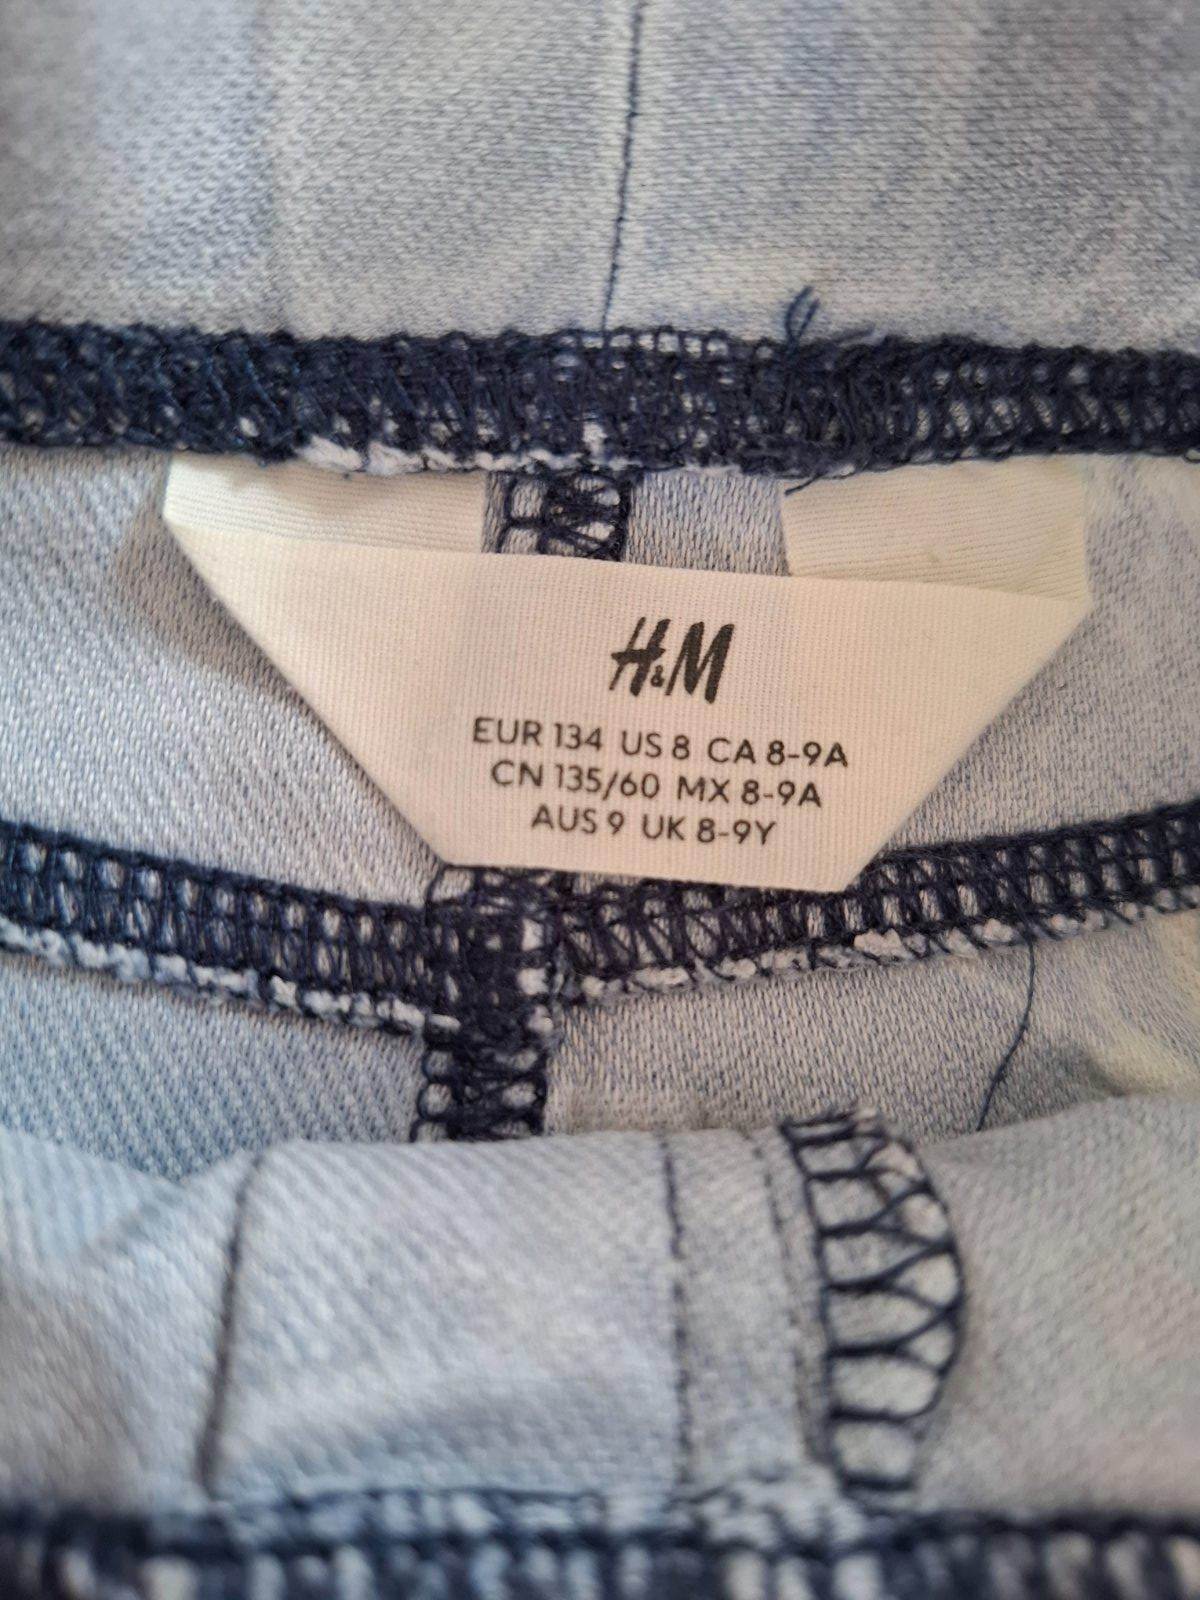 H&M
EUR 134 US 8 CA 8-9A
CN 135/60 MX 8-9A
AUS 9 UK 8-9Y